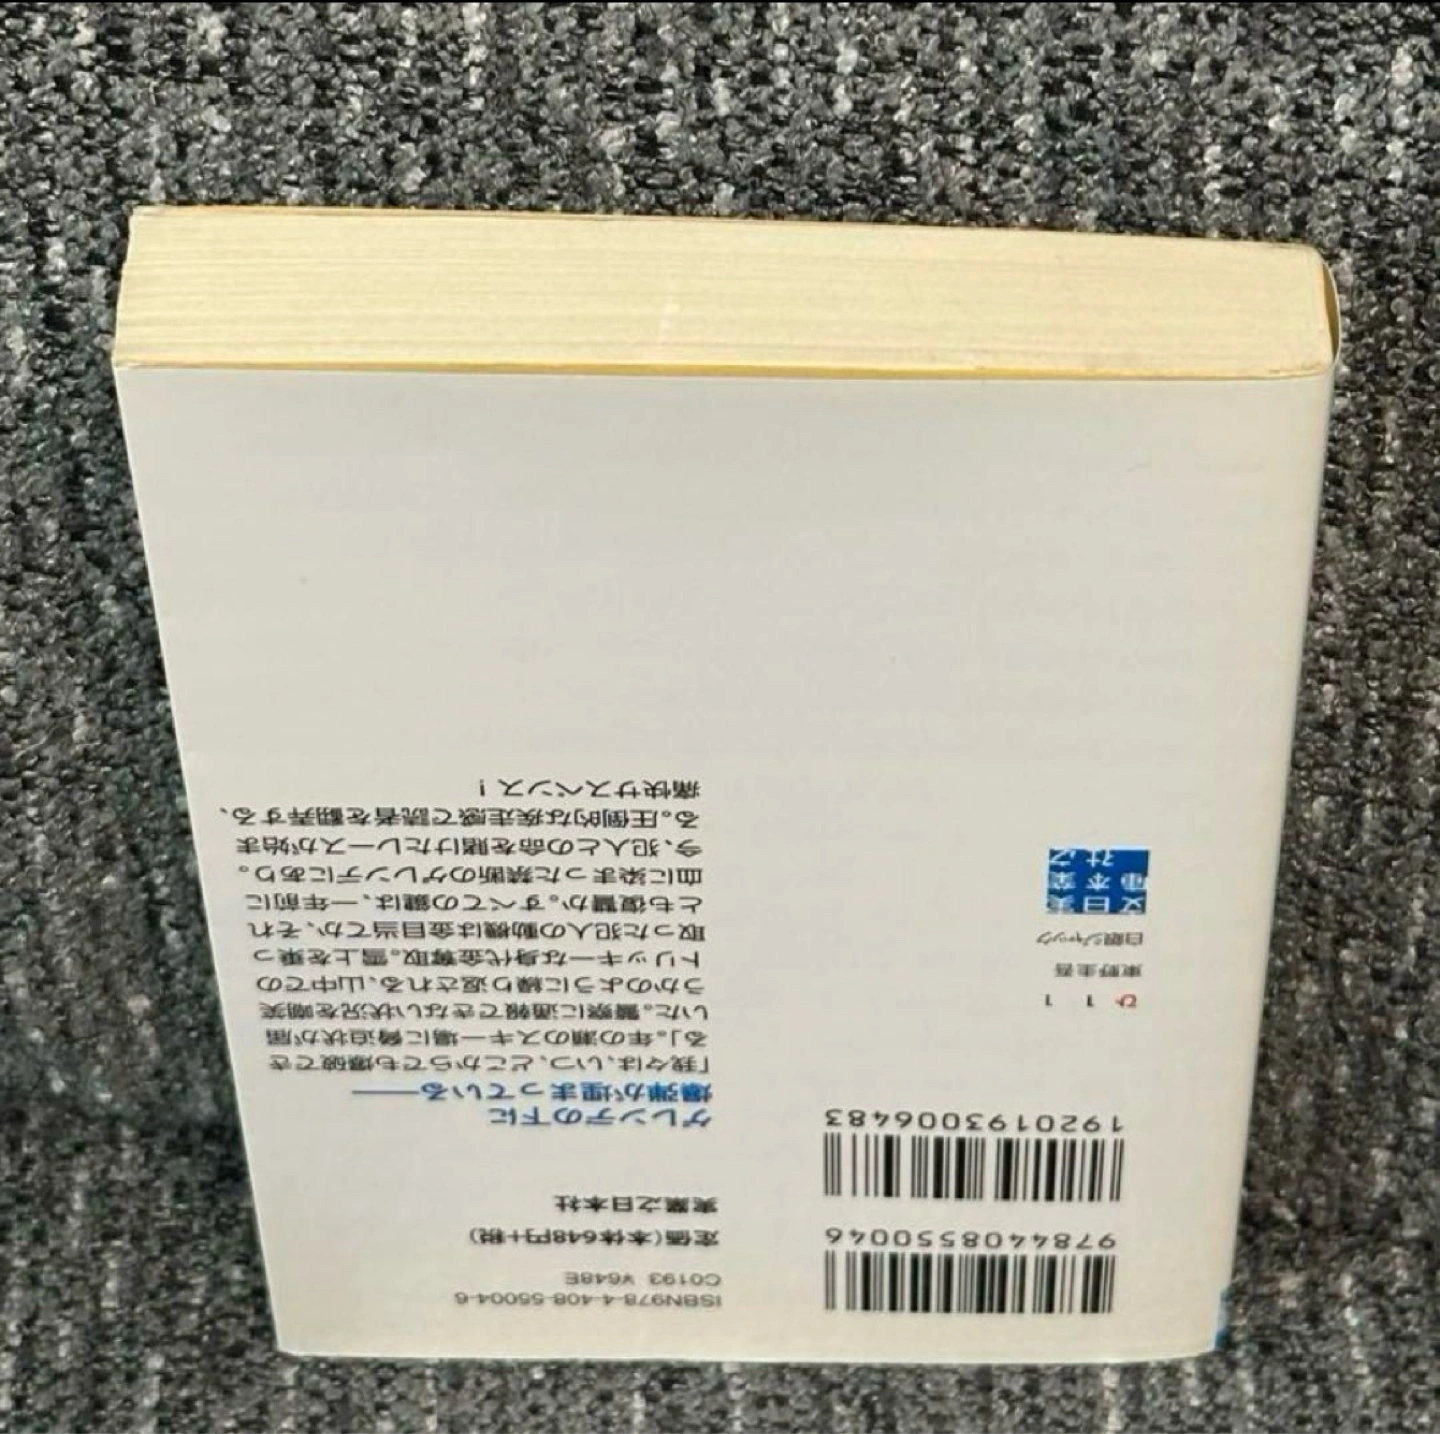 9784408550046
1920193006483
ISBN978-4-408-55004-6
C0193 ¥648E
定価(本体648円+税)
実業之日本社
ゲレンデの下に
爆弾が埋まっている――
「我々は、いつ、どこからでも爆破でき
る」。年の瀬のスキー場に脅迫状が届
いた。警察に通報できない状況を嘲笑
うかのように繰り返される、山中での
トリッキーな身代金奪取。雪上を乗っ
取った犯人の動機は金目当てか、それ
とも復讐か。すべての鍵は、一年前に
血に染まった禁断のゲレンデにあり。
今、犯人との命を賭けたレースが始ま
る。圧倒的な疾走感で読者を翻弄する、
痛快サスペンス！
ひ 1 1
東野圭吾
白銀ジャック
文日実
庫本業
社之